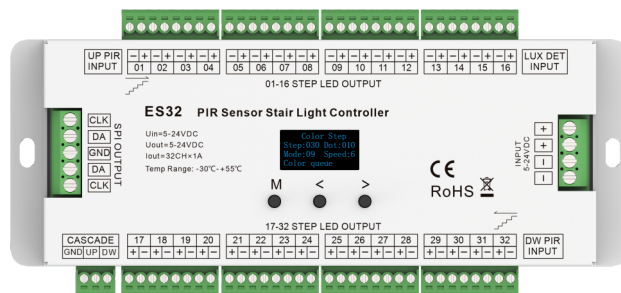 UP PIR INPUT
- + - + - + - + - + - + - + - + - + - + - + - + - + - + - + - +
01 02 03 04 05 06 07 08 09 10 11 12 13 14 15 16
LUX DET INPUT
01-16 STEP LED OUTPUT
SPI OUTPUT
CLK
DA
GND
DA
CLK
ES32 PIR Sensor Stair Light Controller
Uin=5-24VDC
Uout=5-24VDC
Iout=32CH×1A
Temp Range: -30℃-+55℃
Color Step
Step:030 Dot:010
Mode:09 Speed:6
Color queue
M < >
CE
RoHS
INPUT
5-24VDC
+
+
−
−
17-32 STEP LED OUTPUT
CASCADE
GND UP DW
17 18 19 20 21 22 23 24 25 26 27 28 29 30 31 32
+ - + - + - + - + - + - + - + - + - + - + - + - + - + - + - + -
DW PIR
INPUT